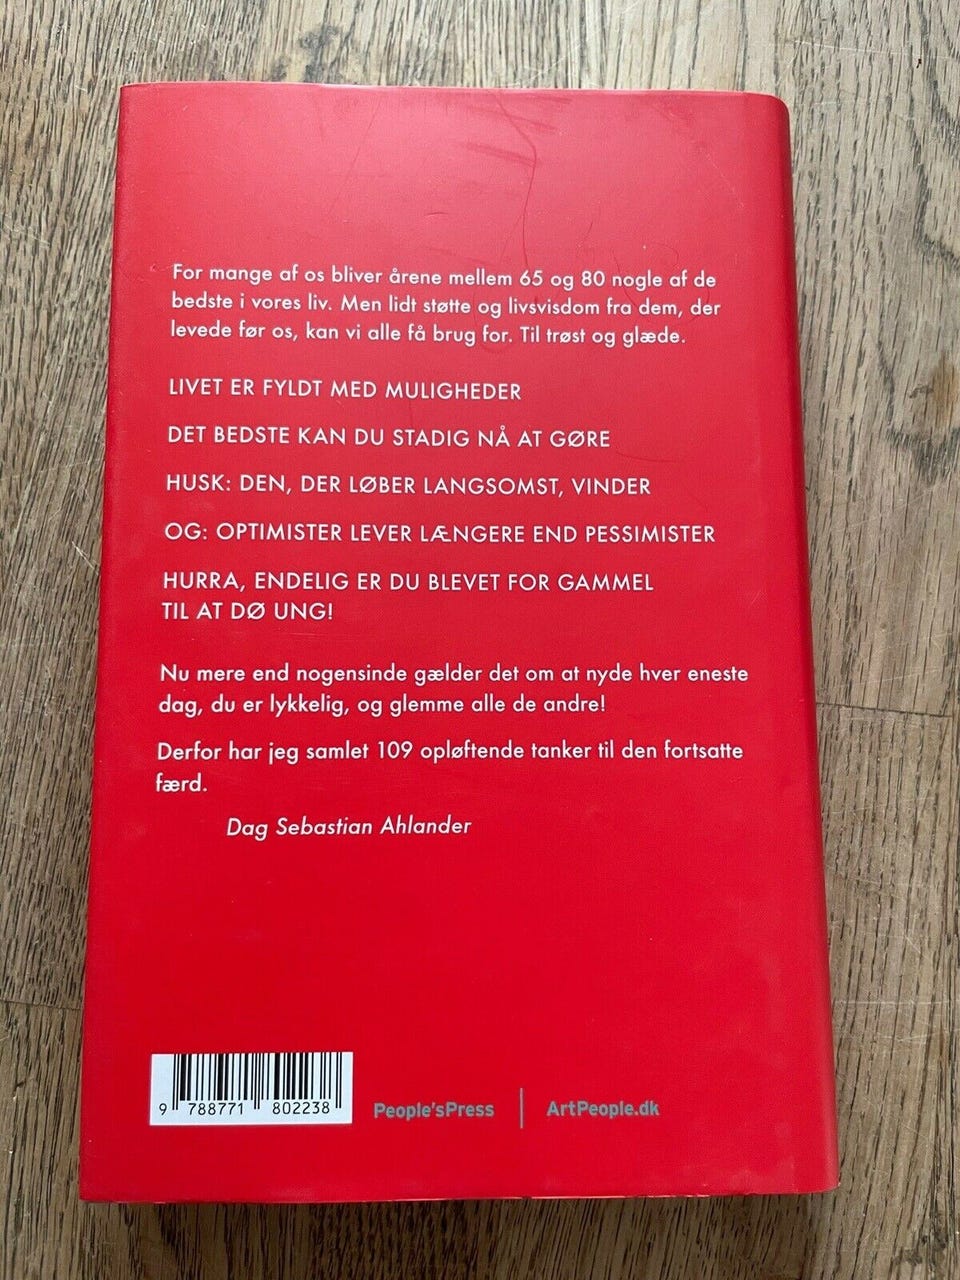 For mange af os bliver årene mellem 65 og 80 nogle af de
bedste i vores liv. Men lidt støtte og livsvisdom fra dem, der
levede før os, kan vi alle få brug for. Til trøst og glæde.
LIVET ER FYLDT MED MULIGHEDER
DET BEDSTE KAN DU STADIG NÅ AT GØRE
HUSK: DEN, DER LØBER LANGSOMST, VINDER
OG: OPTIMISTER LEVER LÆNGERE END PESSIMISTER
HURRA, ENDELIG ER DU BLEVET FOR GAMMEL
TIL AT DØ UNG!
Nu mere end nogensinde gælder det om at nyde hver eneste
dag, du er lykkelig, og glemme alle de andre!
Derfor har jeg samlet 109 opløftende tanker til den fortsatte
færd.
Dag Sebastian Ahlander
9 788771 802238
People'sPress | ArtPeople.dk